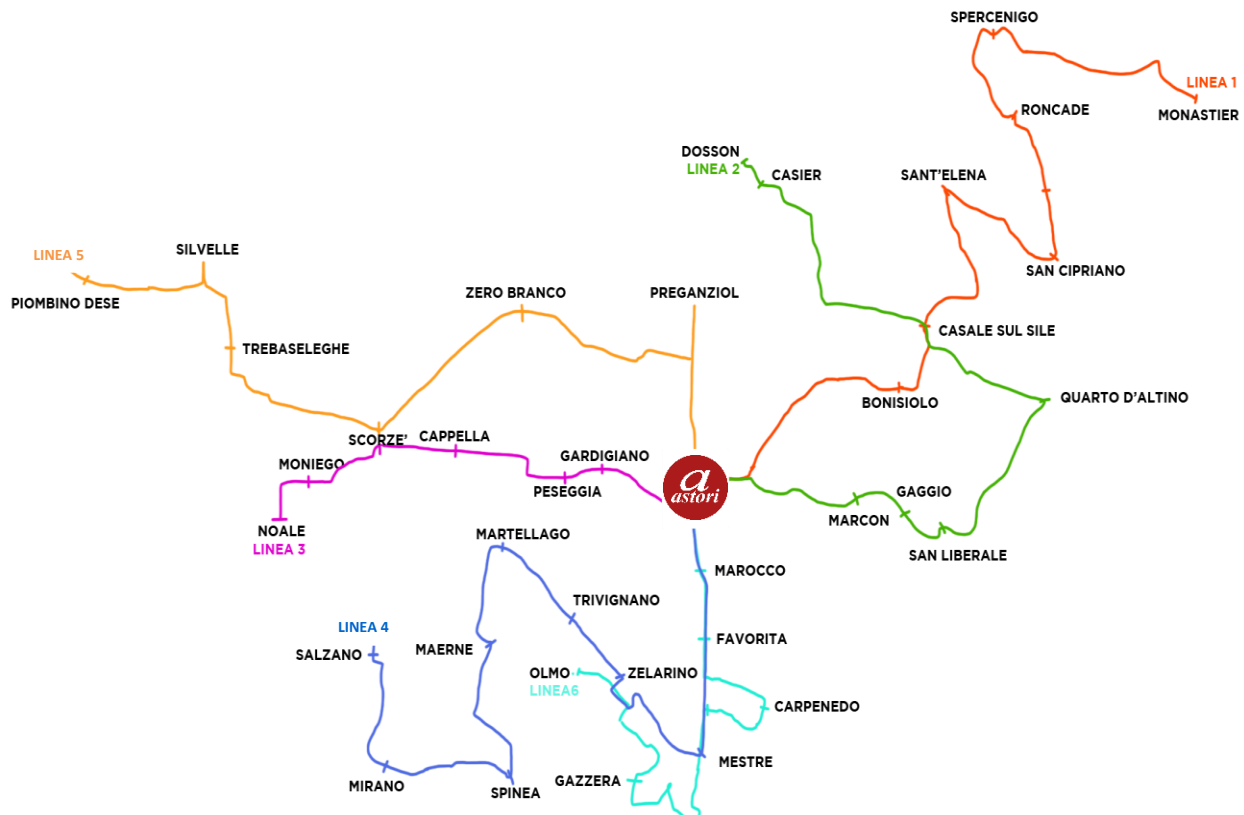 SPERCENIGO
LINEA 1
MONASTIER
RONCADE
DOSSON
LINEA 2
CASIER
SANT'ELENA
SAN CIPRIANO
LINEA 5
SILVELLE
PIOMBINO DESE
ZERO BRANCO
PREGANZIOL
CASALE SUL SILE
TREBASELEGHE
BONISIOLO
QUARTO D'ALTINO
SCORZE'
CAPPELLA
MONIEGO
GARDIGIANO
PESEGGIA
a
astori
GAGGIO
MARCON
SAN LIBERALE
NOALE
LINEA 3
MARTELLAGO
MAROCCO
TRIVIGNANO
LINEA 4
SALZANO
MAERNE
FAVORITA
OLMO
LINEA6
ZELARINO
CARPENEDO
MESTRE
GAZZERA
MIRANO
SPINEA